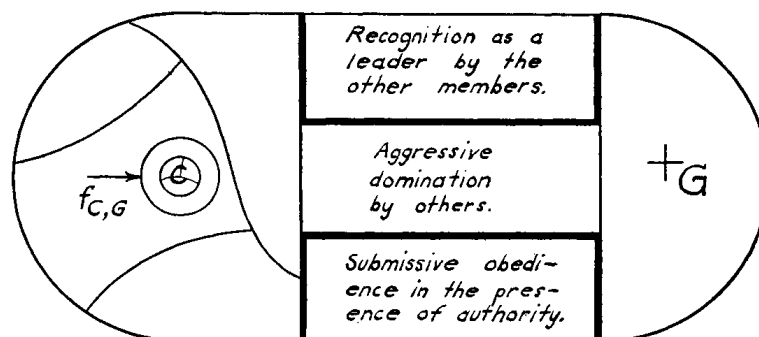 Recognition as a
leader by the
other members.
Aggressive
domination
by others.
Submissive obedi-
ence in the pres-
ence of authority.
C
f C,G
+G